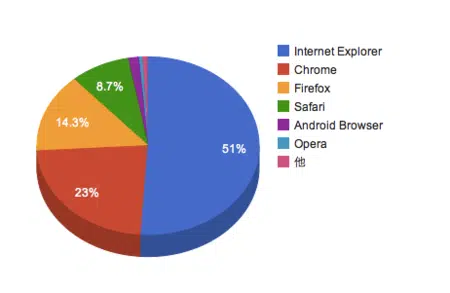 51%
23%
14.3%
8.7%
Internet Explorer
Chrome
Firefox
Safari
Android Browser
Opera
他